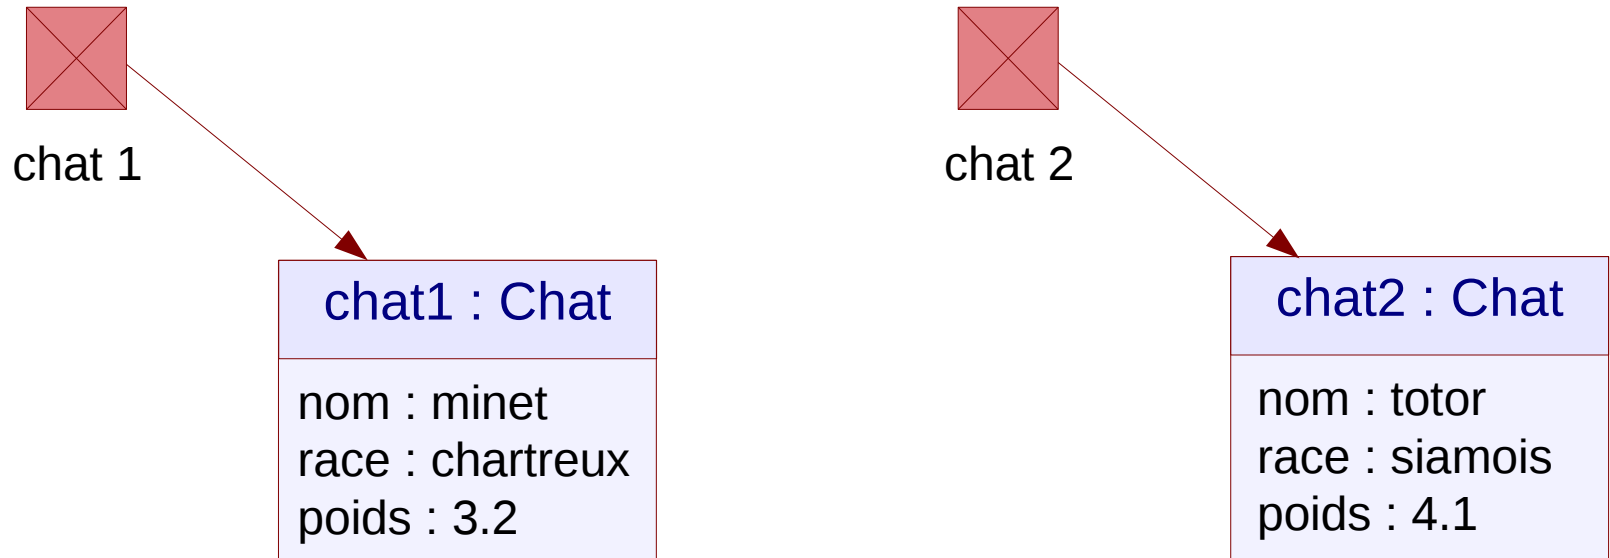 chat 1
chat1 : Chat
nom : minet
race : chartreux
poids : 3.2
chat 2
chat2 : Chat
nom : totor
race : siamois
poids : 4.1